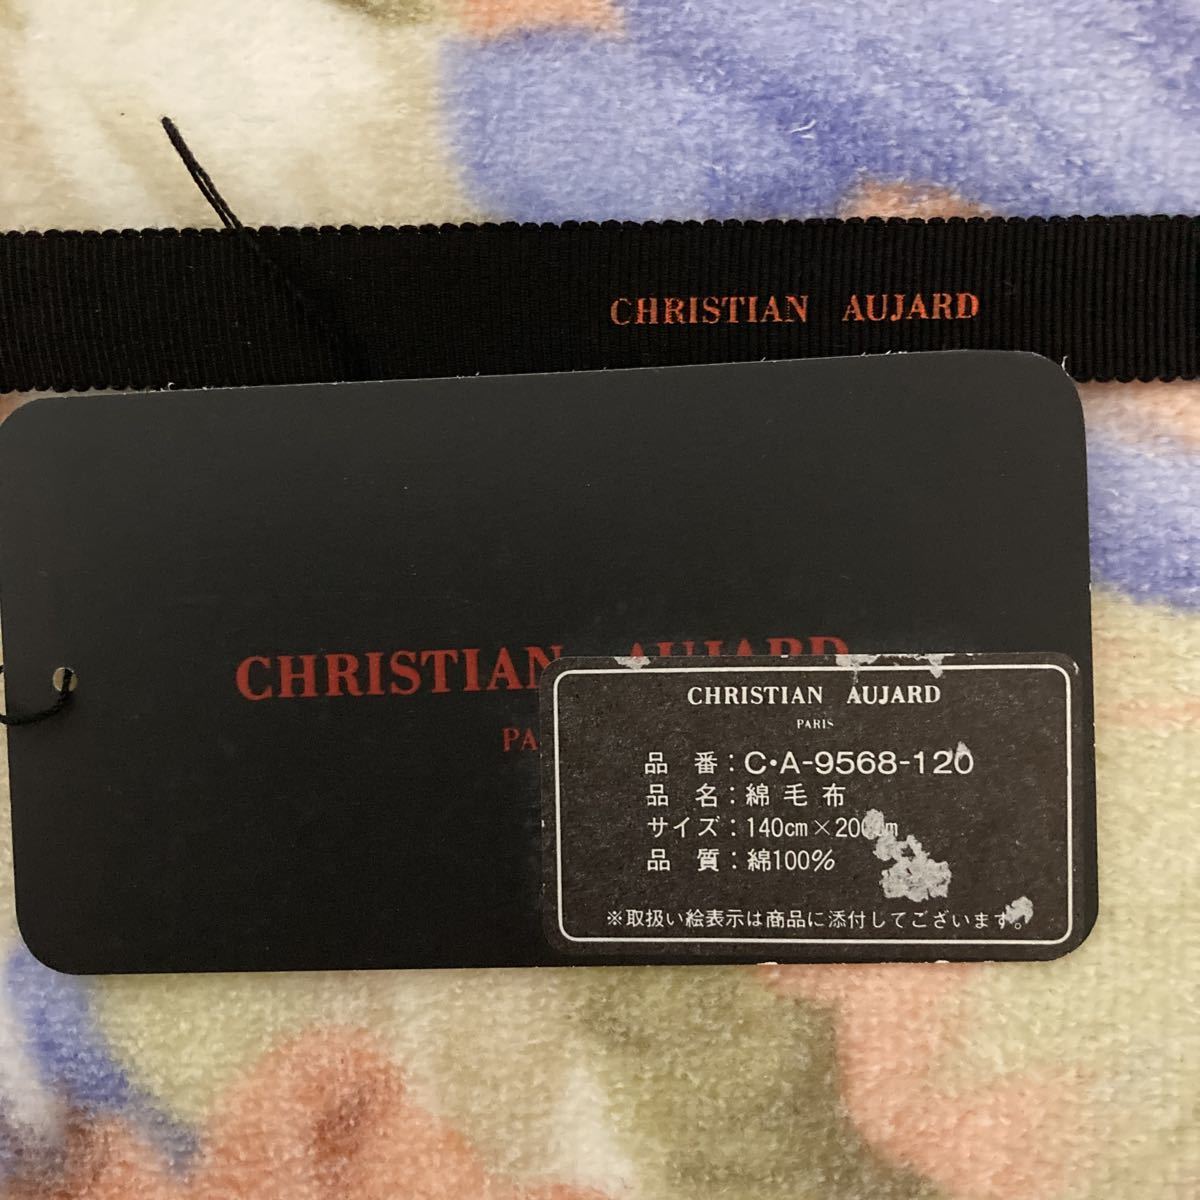 CHRISTIAN AUJARD
CHRISTIAN AUJARD
PA
CHRISTIAN AUJARD
PARIS
品 番：C・A-9568-120
品 名：綿毛布
サイズ：140cm×200cm
品 質：綿100%
※取扱い絵表示は商品に添付してございます。